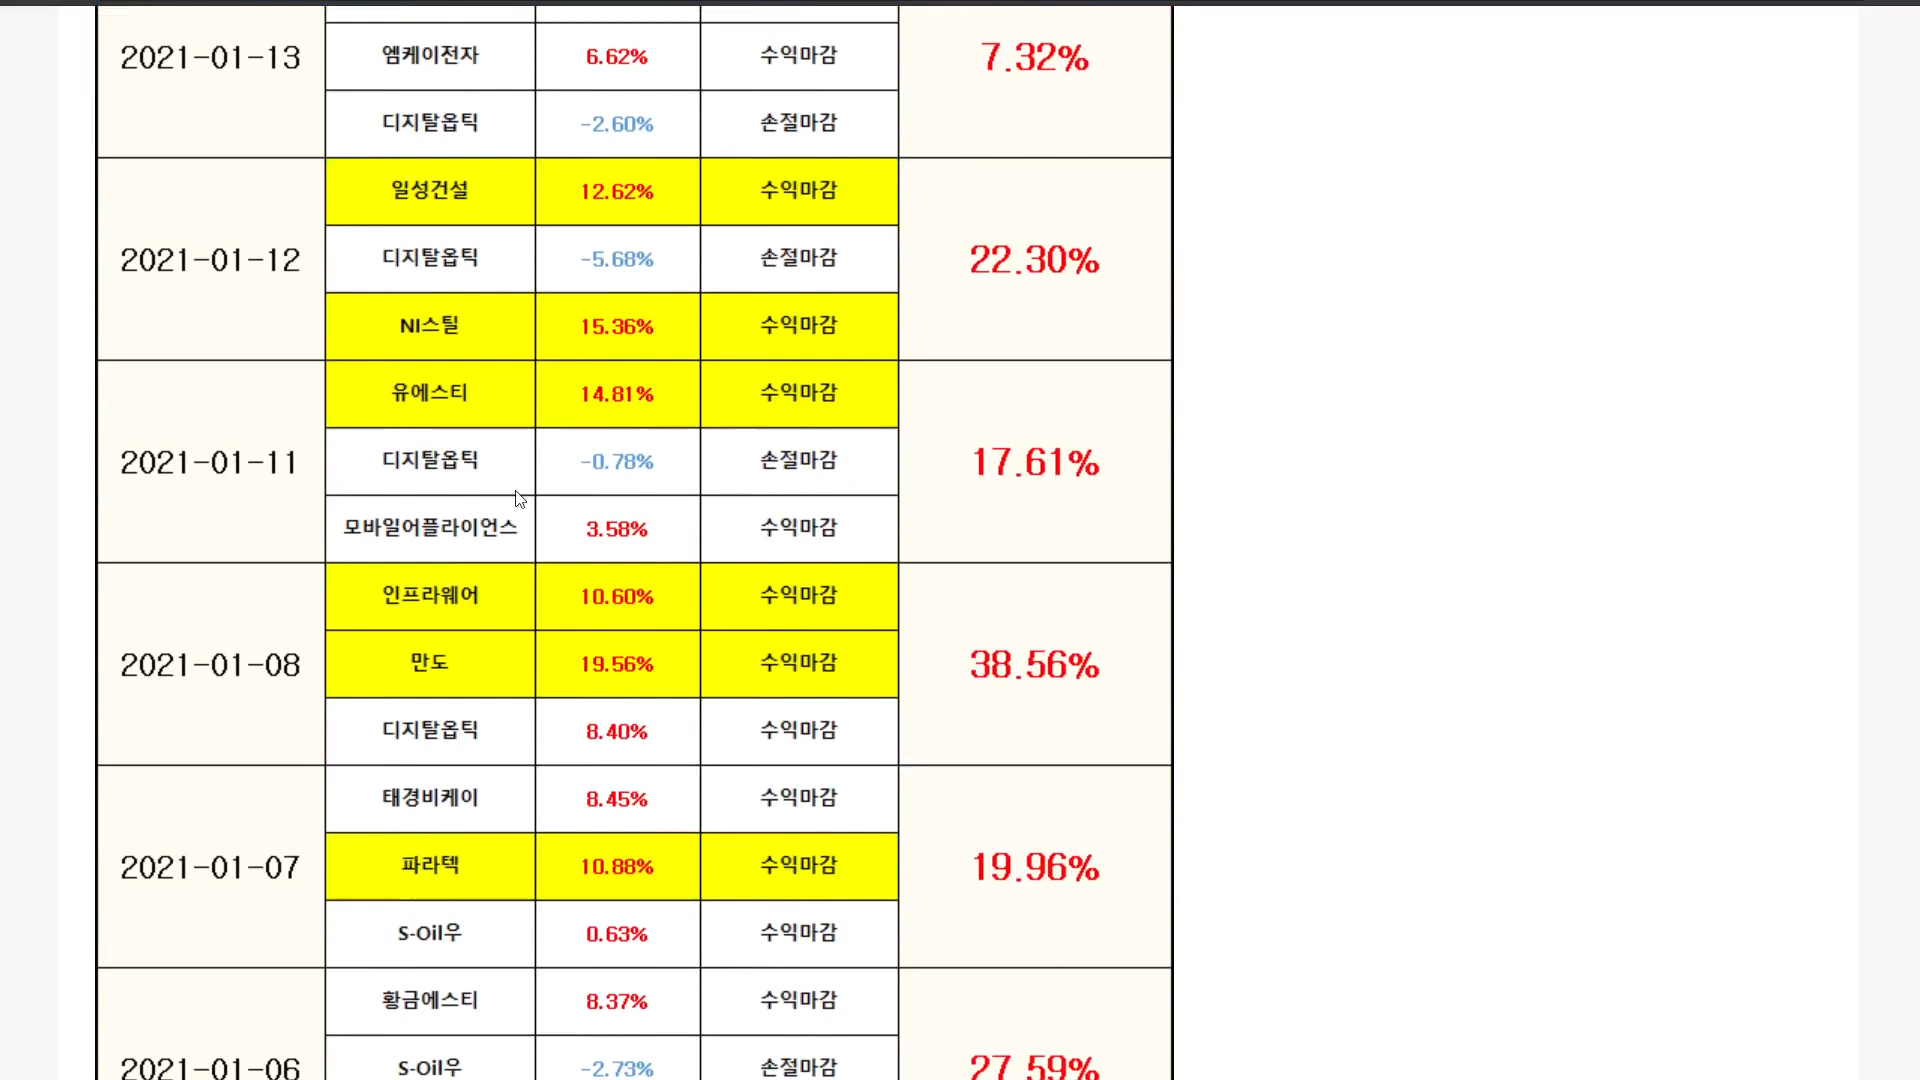 2021-01-13 엠케이전자 6.62% 수익마감 7.32%
디지탈옵틱 -2.60% 손절마감
일성건설 12.62% 수익마감
2021-01-12 디지탈옵틱 -5.68% 손절마감 22.30%
NI스틸 15.36% 수익마감
유에스티 14.81% 수익마감
2021-01-11 디지탈옵틱 -0.78% 손절마감 17.61%
모바일어플라이언스 3.58% 수익마감
인프라웨어 10.60% 수익마감
2021-01-08 만도 19.56% 수익마감 38.56%
디지탈옵틱 8.40% 수익마감
태경비케이 8.45% 수익마감
2021-01-07 파라텍 10.88% 수익마감 19.96%
S-Oil우 0.63% 수익마감
황금에스티 8.37% 수익마감
2021-01-06 S-Oil우 -2.73% 손절마감 27.59%